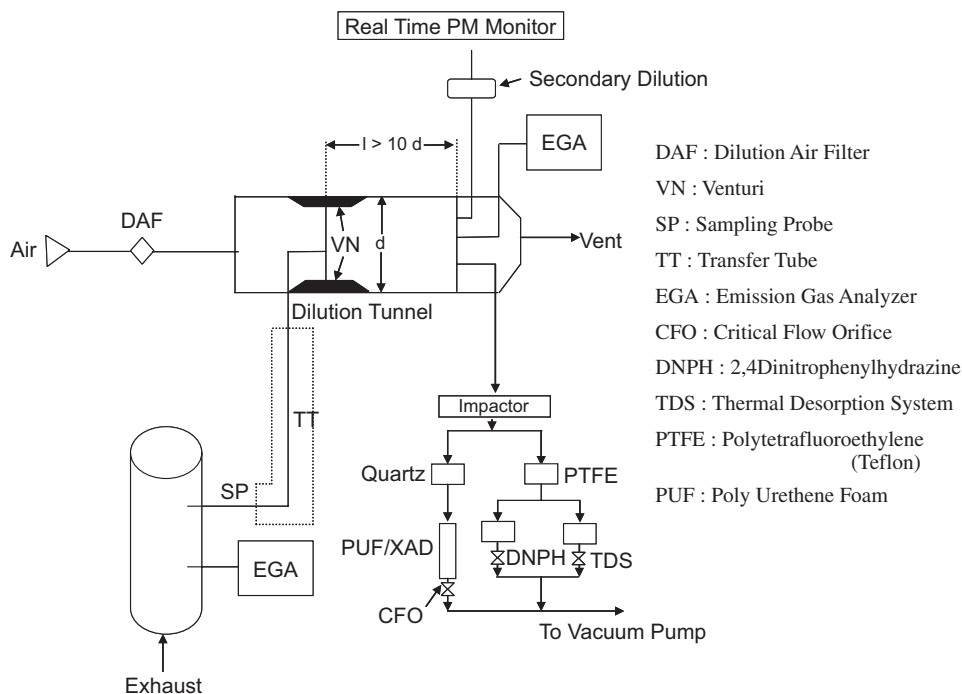 Real Time PM Monitor
Secondary Dilution
l > 10 d
EGA
DAF
Air
VN
d
Vent
Dilution Tunnel
TT
SP
EGA
Exhaust
Impactor
Quartz
PTFE
PUF/XAD
DNPH
TDS
CFO
To Vacuum Pump
DAF : Dilution Air Filter
VN : Venturi
SP : Sampling Probe
TT : Transfer Tube
EGA : Emission Gas Analyzer
CFO : Critical Flow Orifice
DNPH : 2,4Dinitrophenylhydrazine
TDS : Thermal Desorption System
PTFE : Polytetrafluoroethylene
(Teflon)
PUF : Poly Urethene Foam